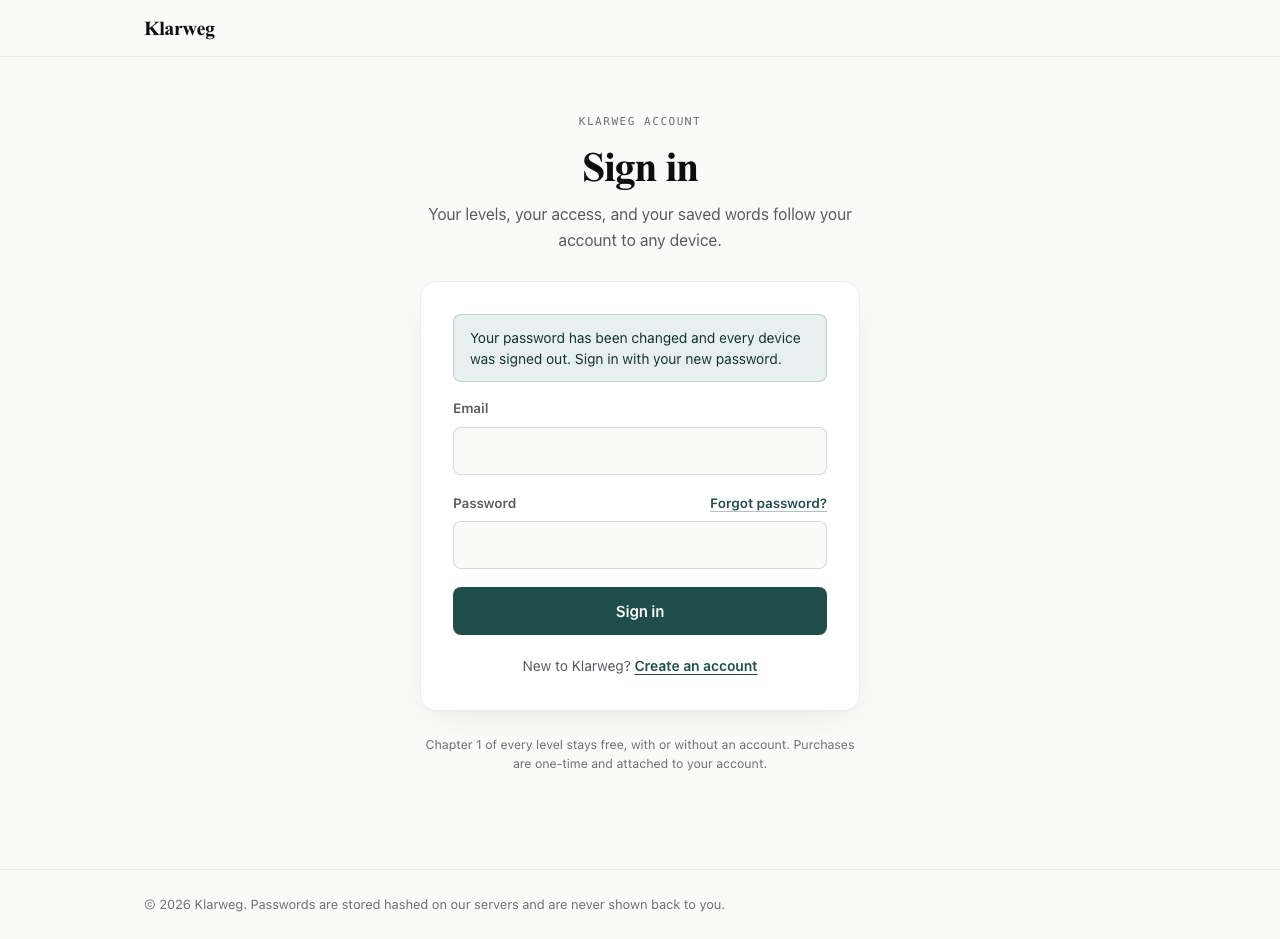 Klarweg
KLARWEG ACCOUNT
Sign in
Your levels, your access, and your saved words follow your
account to any device.
Your password has been changed and every device
was signed out. Sign in with your new password.
Email
Password
Forgot password?
Sign in
New to Klarweg? Create an account
Chapter 1 of every level stays free, with or without an account. Purchases
are one-time and attached to your account.
© 2026 Klarweg. Passwords are stored hashed on our servers and are never shown back to you.